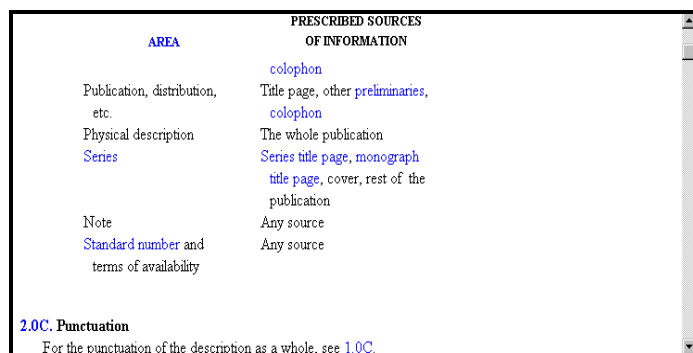 PRESCRIBED SOURCES
AREA OF INFORMATION
colophon
Publication, distribution, Title page, other preliminaries,
etc. colophon
Physical description The whole publication
Series Series title page, monograph
title page, cover, rest of the
publication
Note Any source
Standard number and Any source
terms of availability
2.0C. Punctuation
For the punctuation of the description as a whole, see 1.0C.